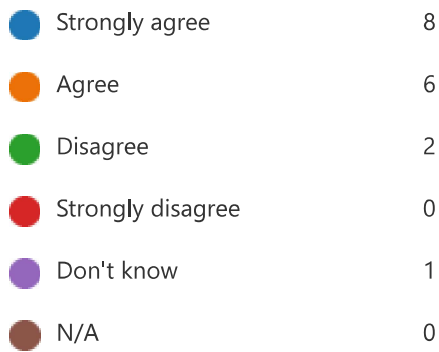 Strongly agree 8
Agree 6
Disagree 2
Strongly disagree 0
Don't know 1
N/A 0